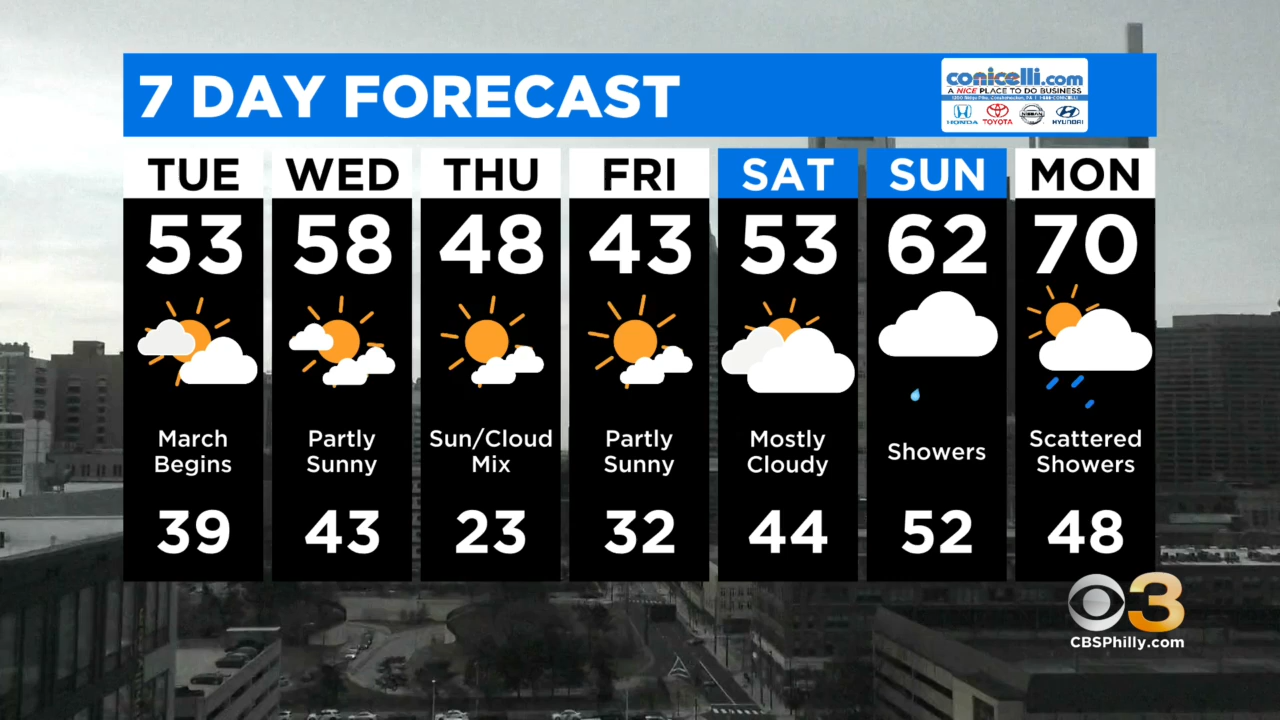 7 DAY FORECAST
conicelli.com
A NICE PLACE TO DO BUSINESS
HONDA TOYOTA NISSAN HYUNDAI
TUE WED THU FRI SAT SUN MON
53 58 48 43 53 62 70
March Begins
Partly Sunny
Sun/Cloud Mix
Partly Sunny
Mostly Cloudy
Showers
Scattered Showers
39 43 23 32 44 52 48
3
CBSPhilly.com